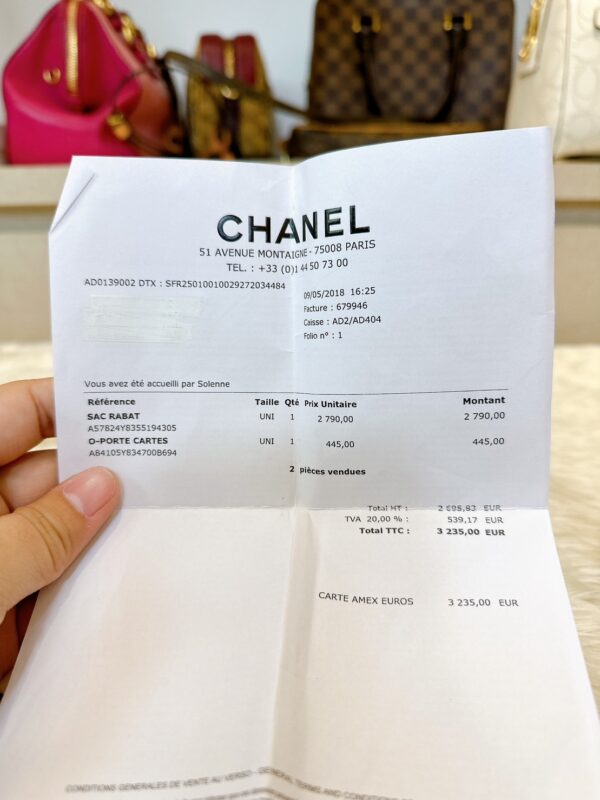 CHANEL
51 AVENUE MONTAIGNE - 75008 PARIS
TEL. : +33 (0)1 44 50 73 00
AD0139002 DTX : SFR25010010029272034484
09/05/2018 16:25
Facture : 679946
Caisse : AD2/AD404
Folio n° : 1
Vous avez été accueilli par Solenne
Référence Taille Qté Prix Unitaire Montant
SAC RABAT UNI 1 2 790,00 2 790,00
A57824Y8355194305
O-PORTE CARTES UNI 1 445,00 445,00
A84105Y834700B694
2 pièces vendues
Total HT : 2 695,83 EUR
TVA 20,00 % : 539,17 EUR
Total TTC : 3 235,00 EUR
CARTE AMEX EUROS 3 235,00 EUR
CONDITIONS GENERALES DE VENTE AU VERSO - GENERAL TERMS AND CONDITIONS